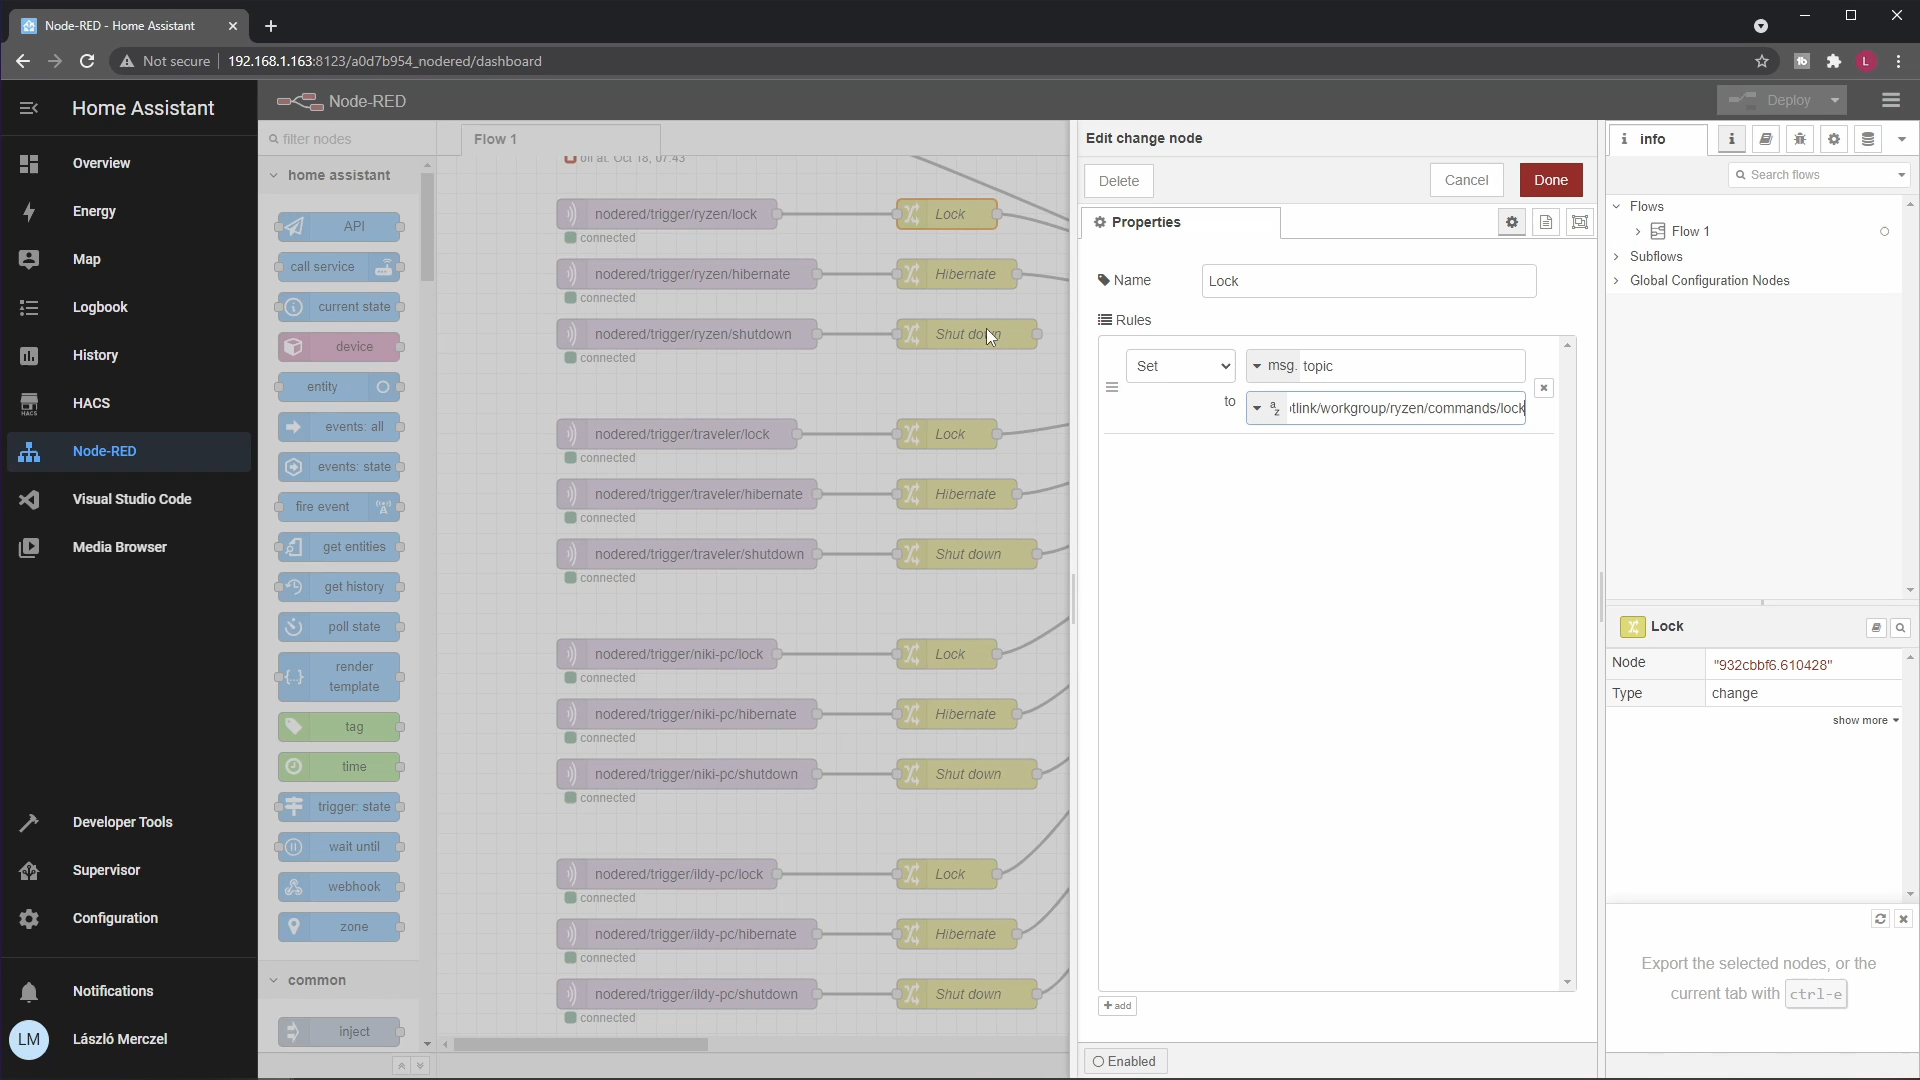 Node-RED - Home Assistant
Not secure
192.168.1.163:8123/a0d7b954_nodered/dashboard
L
Home Assistant
Overview
Energy
Map
Logbook
History
HACS
HACS
Node-RED
Visual Studio Code
Media Browser
Developer Tools
Supervisor
Configuration
Notifications
LM
László Merczel
Node-RED
Deploy
filter nodes
home assistant
API
call service
current state
device
entity
events: all
events: state
fire event
get entities
get history
poll state
render
template
tag
time
trigger: state
wait until
webhook
zone
common
inject
Flow 1
off at: Oct 18, 07:43
nodered/trigger/ryzen/lock
Lock
connected
nodered/trigger/ryzen/hibernate
Hibernate
connected
nodered/trigger/ryzen/shutdown
Shut down
connected
nodered/trigger/traveler/lock
Lock
connected
nodered/trigger/traveler/hibernate
Hibernate
connected
nodered/trigger/traveler/shutdown
Shut down
connected
nodered/trigger/niki-pc/lock
Lock
connected
nodered/trigger/niki-pc/hibernate
Hibernate
connected
nodered/trigger/niki-pc/shutdown
Shut down
connected
nodered/trigger/ildy-pc/lock
Lock
connected
nodered/trigger/ildy-pc/hibernate
Hibernate
connected
nodered/trigger/ildy-pc/shutdown
Shut down
connected
Edit change node
Delete
Cancel
Done
Properties
Name
Lock
Rules
Set
msg. topic
to
a z
tlink/workgroup/ryzen/commands/lock
add
Enabled
info
Search flows
Flows
Flow 1
Subflows
Global Configuration Nodes
Lock
Node
"932cbbf6.610428"
Type
change
show more
Export the selected nodes, or the
current tab with ctrl-e